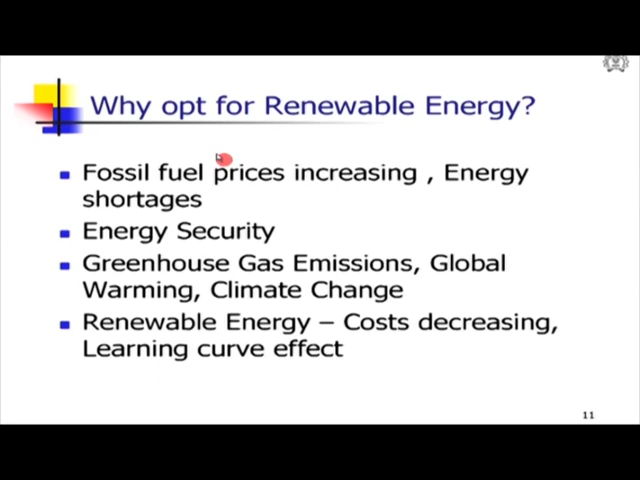 Why opt for Renewable Energy?
Fossil fuel prices increasing , Energy
shortages
Energy Security
Greenhouse Gas Emissions, Global
Warming, Climate Change
Renewable Energy – Costs decreasing,
Learning curve effect
11